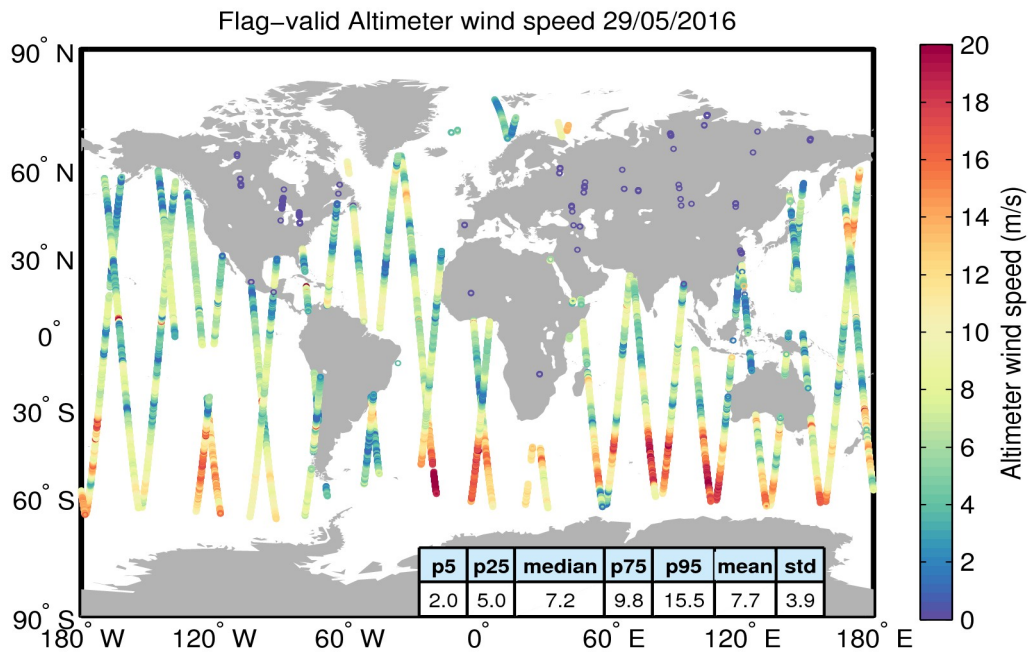 Flag−valid Altimeter wind speed 29/05/2016
90° N
60° N
30° N
0°
30° S
60° S
90° S
180° W
120° W
60° W
0°
60° E
120° E
180° E
p5 p25 median p75 p95 mean std
2.0 5.0 7.2 9.8 15.5 7.7 3.9
20
18
16
14
12
10
8
6
4
2
0
Altimeter wind speed (m/s)